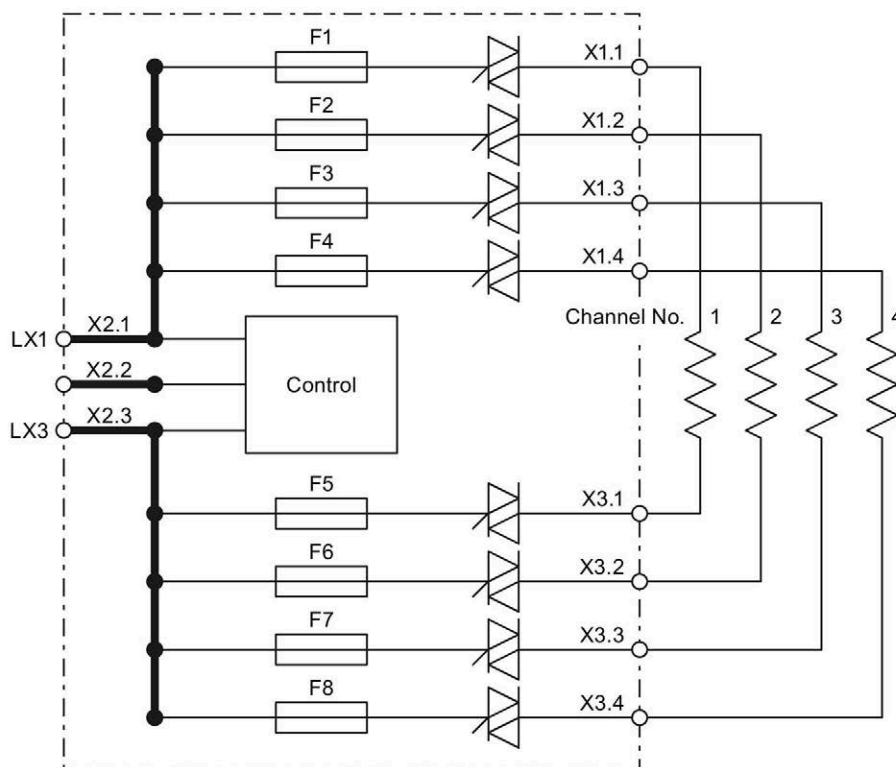 F1
X1.1
F2
X1.2
F3
X1.3
F4
X1.4
Channel No. 1 2 3 4
LX1 X2.1
X2.2
Control
LX3 X2.3
F5
X3.1
F6
X3.2
F7
X3.3
F8
X3.4